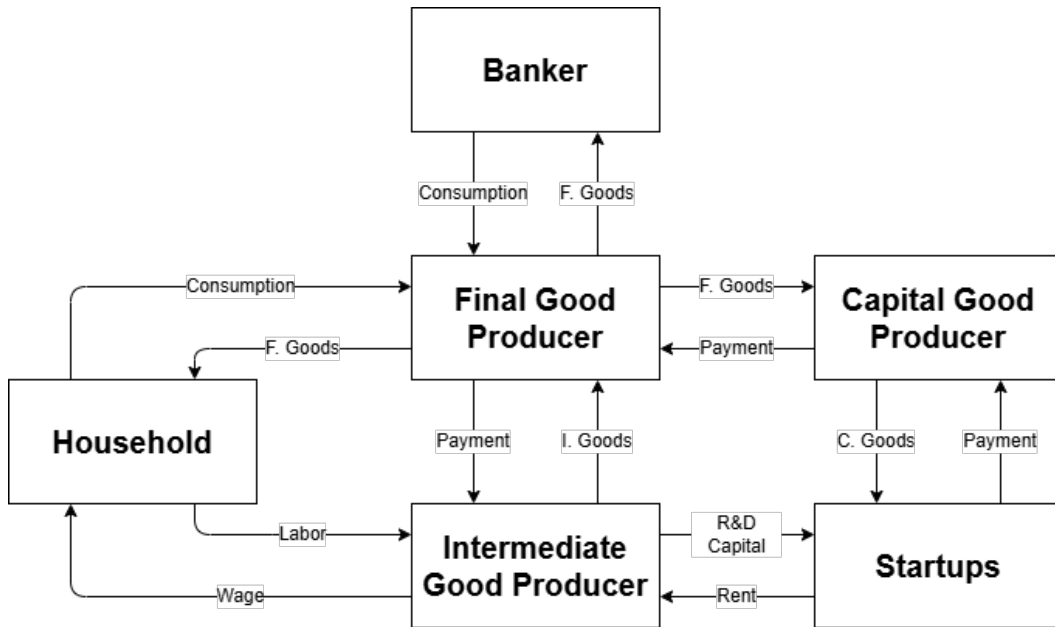 Banker
Consumption
F. Goods
Consumption
Final Good
Producer
F. Goods
Capital Good
Producer
F. Goods
Payment
Household
Payment
I. Goods
C. Goods
Payment
Labor
Intermediate
Good Producer
R&D
Capital
Startups
Wage
Rent